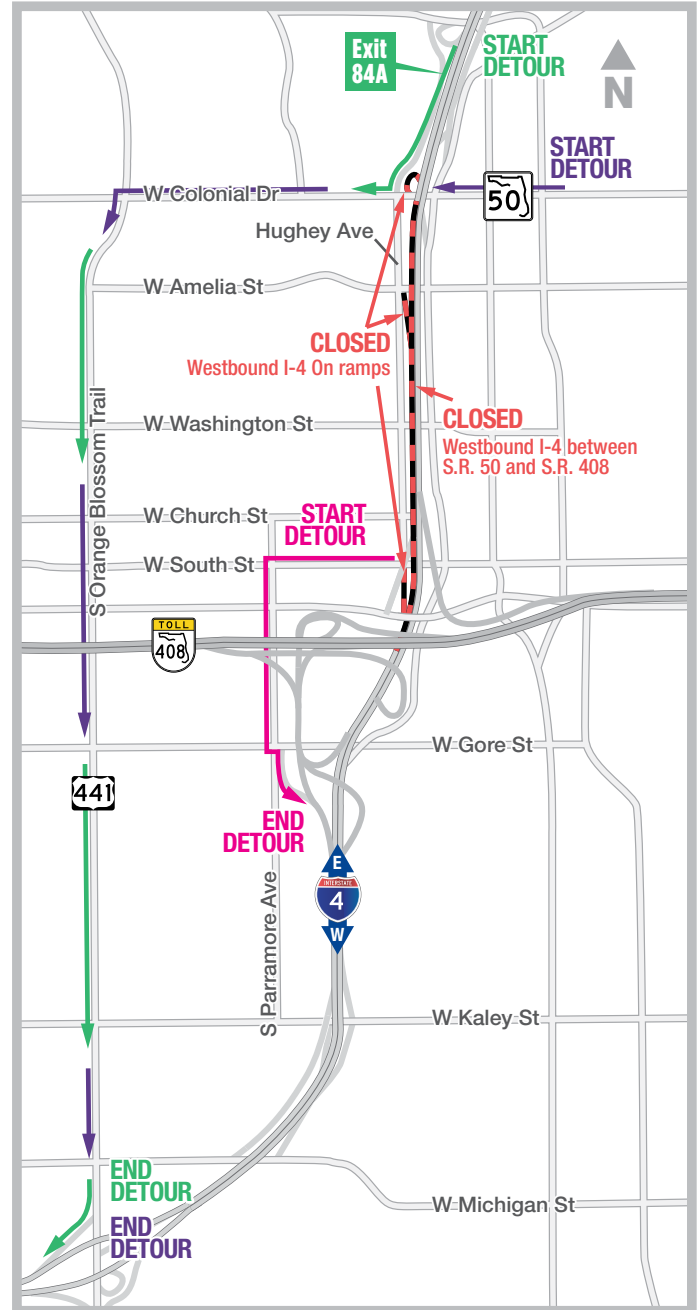 Exit
84A
START
DETOUR
N
START
DETOUR
50
W Colonial Dr
Hughey Ave
W Amelia St
CLOSED
Westbound I-4 On ramps
CLOSED
Westbound I-4 between
S.R. 50 and S.R. 408
W Washington St
S Orange Blossom Trail
W Church St
START
DETOUR
W South St
TOLL
408
W Gore St
441
END
DETOUR
E
INTERSTATE
4
W
S Parramore Ave
W Kaley St
END
DETOUR
W Michigan St
END
DETOUR